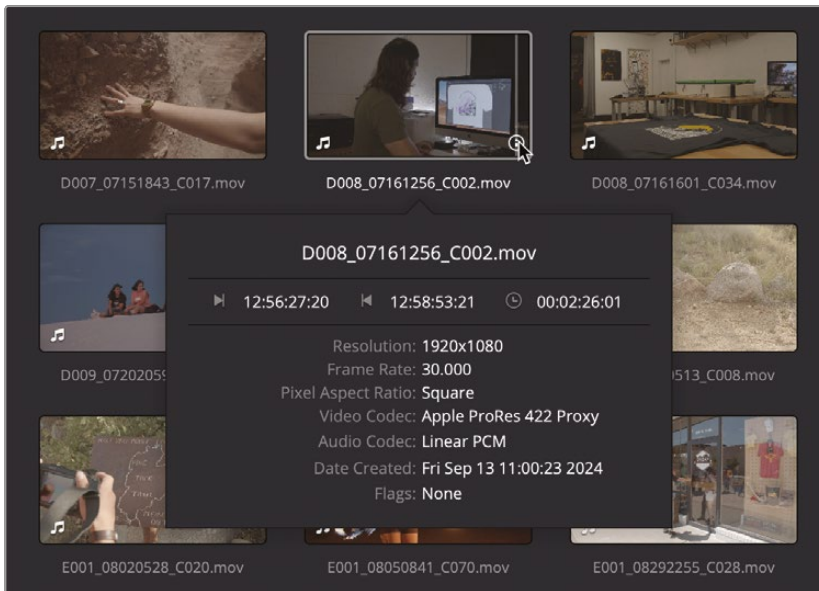 D007_07151843_C017.mov
D008_07161256_C002.mov
D008_07161601_C034.mov
D008_07161256_C002.mov
12:56:27:20 12:58:53:21 00:02:26:01
Resolution: 1920x1080
Frame Rate: 30.000
Pixel Aspect Ratio: Square
Video Codec: Apple ProRes 422 Proxy
Audio Codec: Linear PCM
Date Created: Fri Sep 13 11:00:23 2024
Flags: None
D009_0720205
513_C008.mov
E001_08020528_C020.mov
E001_08050841_C070.mov
E001_08292255_C028.mov